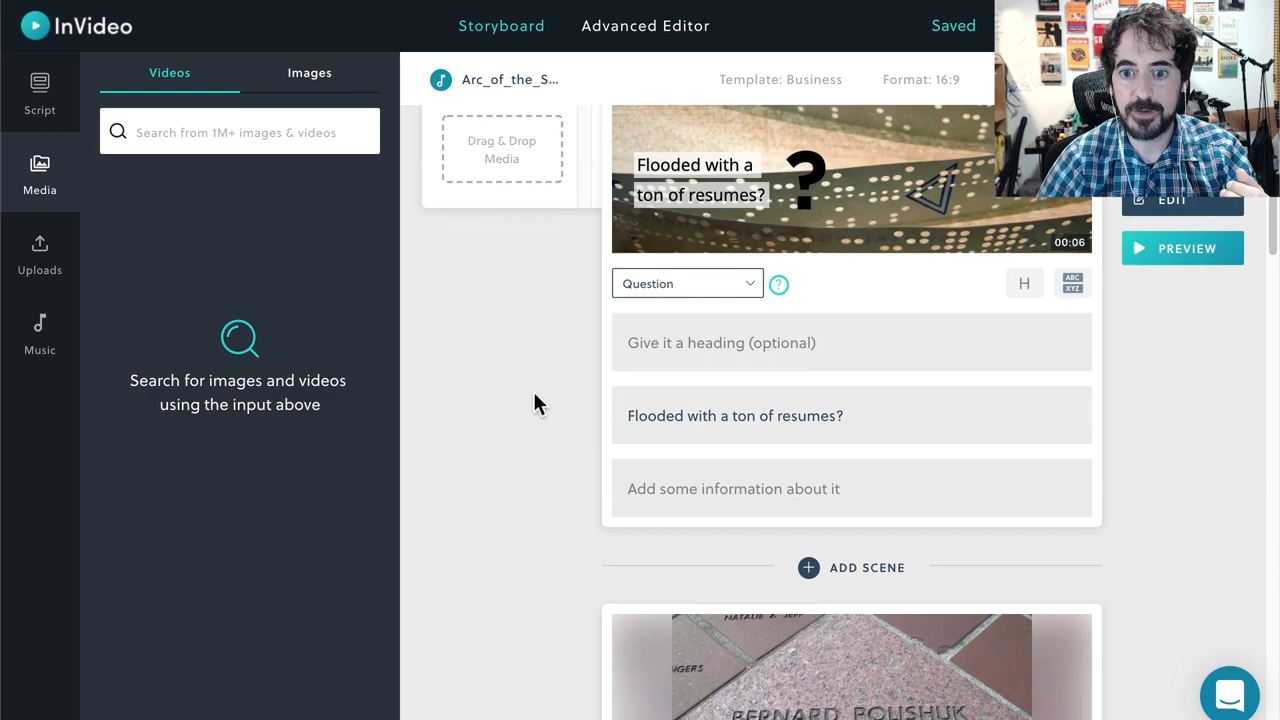 InVideo
Storyboard
Advanced Editor
Saved
Script
Media
Uploads
Music
Videos
Images
Search from 1M+ images & videos
Search for images and videos
using the input above
Arc_of_the_S...
Template: Business
Format: 16:9
Drag & Drop
Media
Flooded with a
ton of resumes?
?
00:06
EDIT
PREVIEW
Question
?
H
ABC
XYZ
Give it a heading (optional)
Flooded with a ton of resumes?
Add some information about it
ADD SCENE
NATALIE & JEFF
NGERS
BERNARD POLISHUK